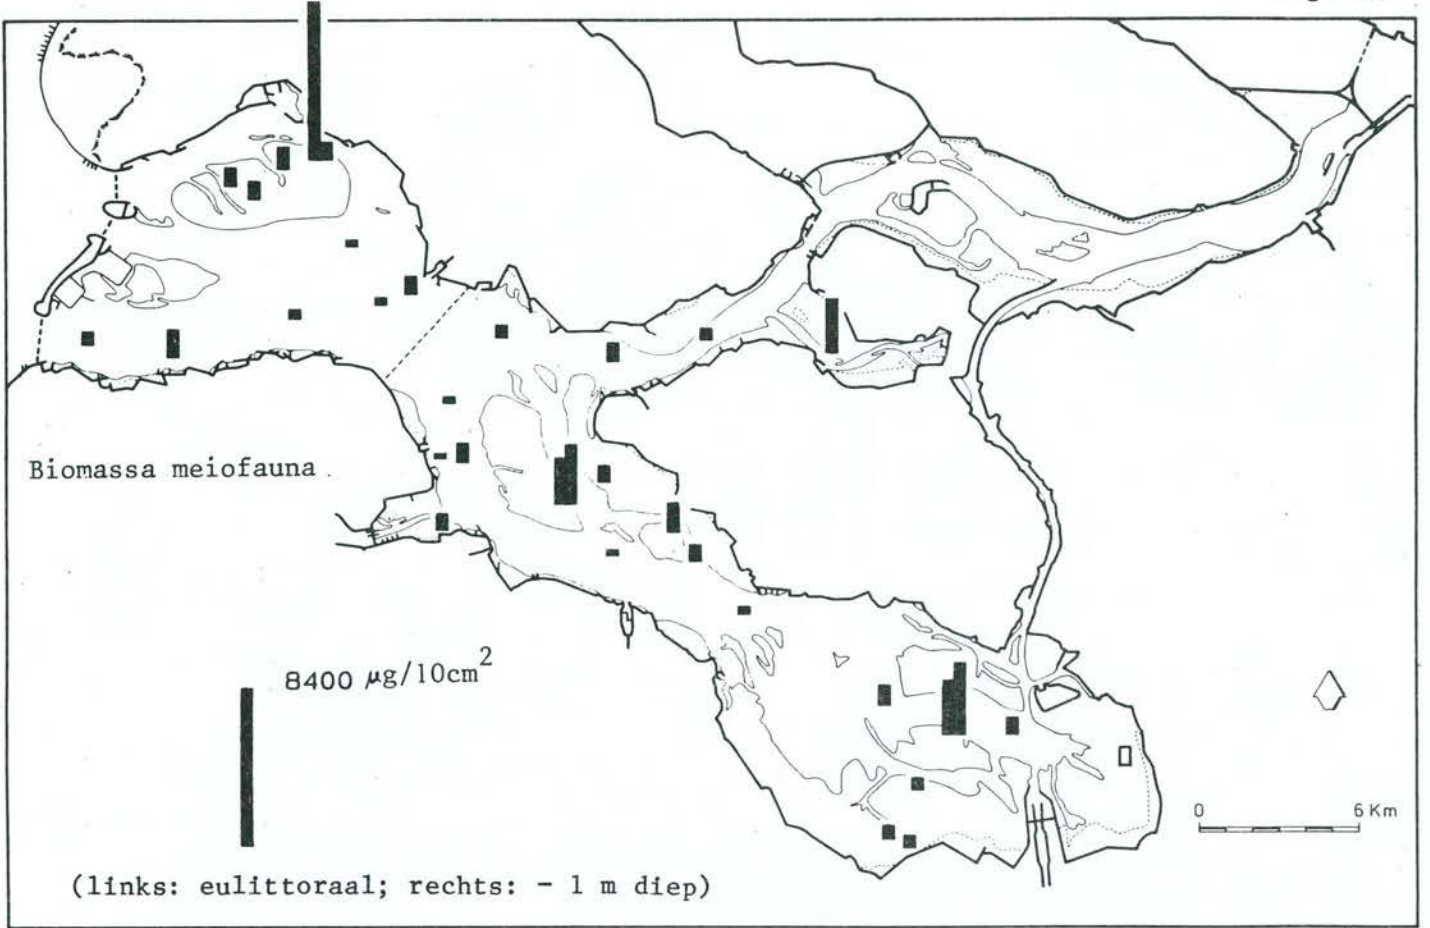 Biomassa meiofauna
8400 µg/10cm²
0 6 Km
(links: eulittoraal; rechts: - 1 m diep)